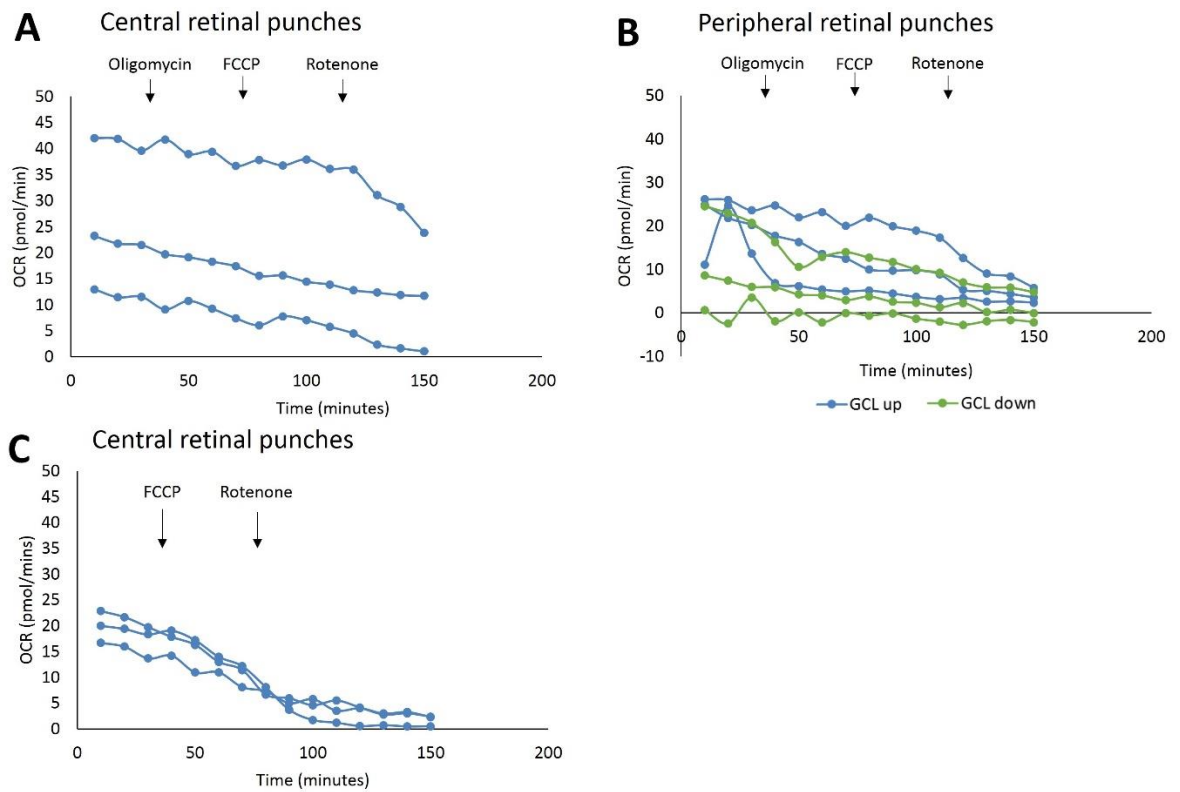 A Central retinal punches
Oligomycin FCCP Rotenone
50
45
40
35
30
25
20
15
10
5
0
OCR (pmol/min)
0 50 100 150 200
Time (minutes)
B Peripheral retinal punches
Oligomycin FCCP Rotenone
50
40
30
20
10
0
-10
OCR (pmol/min)
0 50 100 150 200
Time (minutes)
GCL up GCL down
C Central retinal punches
FCCP Rotenone
50
45
40
35
30
25
20
15
10
5
0
OCR (pmol/mins)
0 50 100 150 200
Time (minutes)